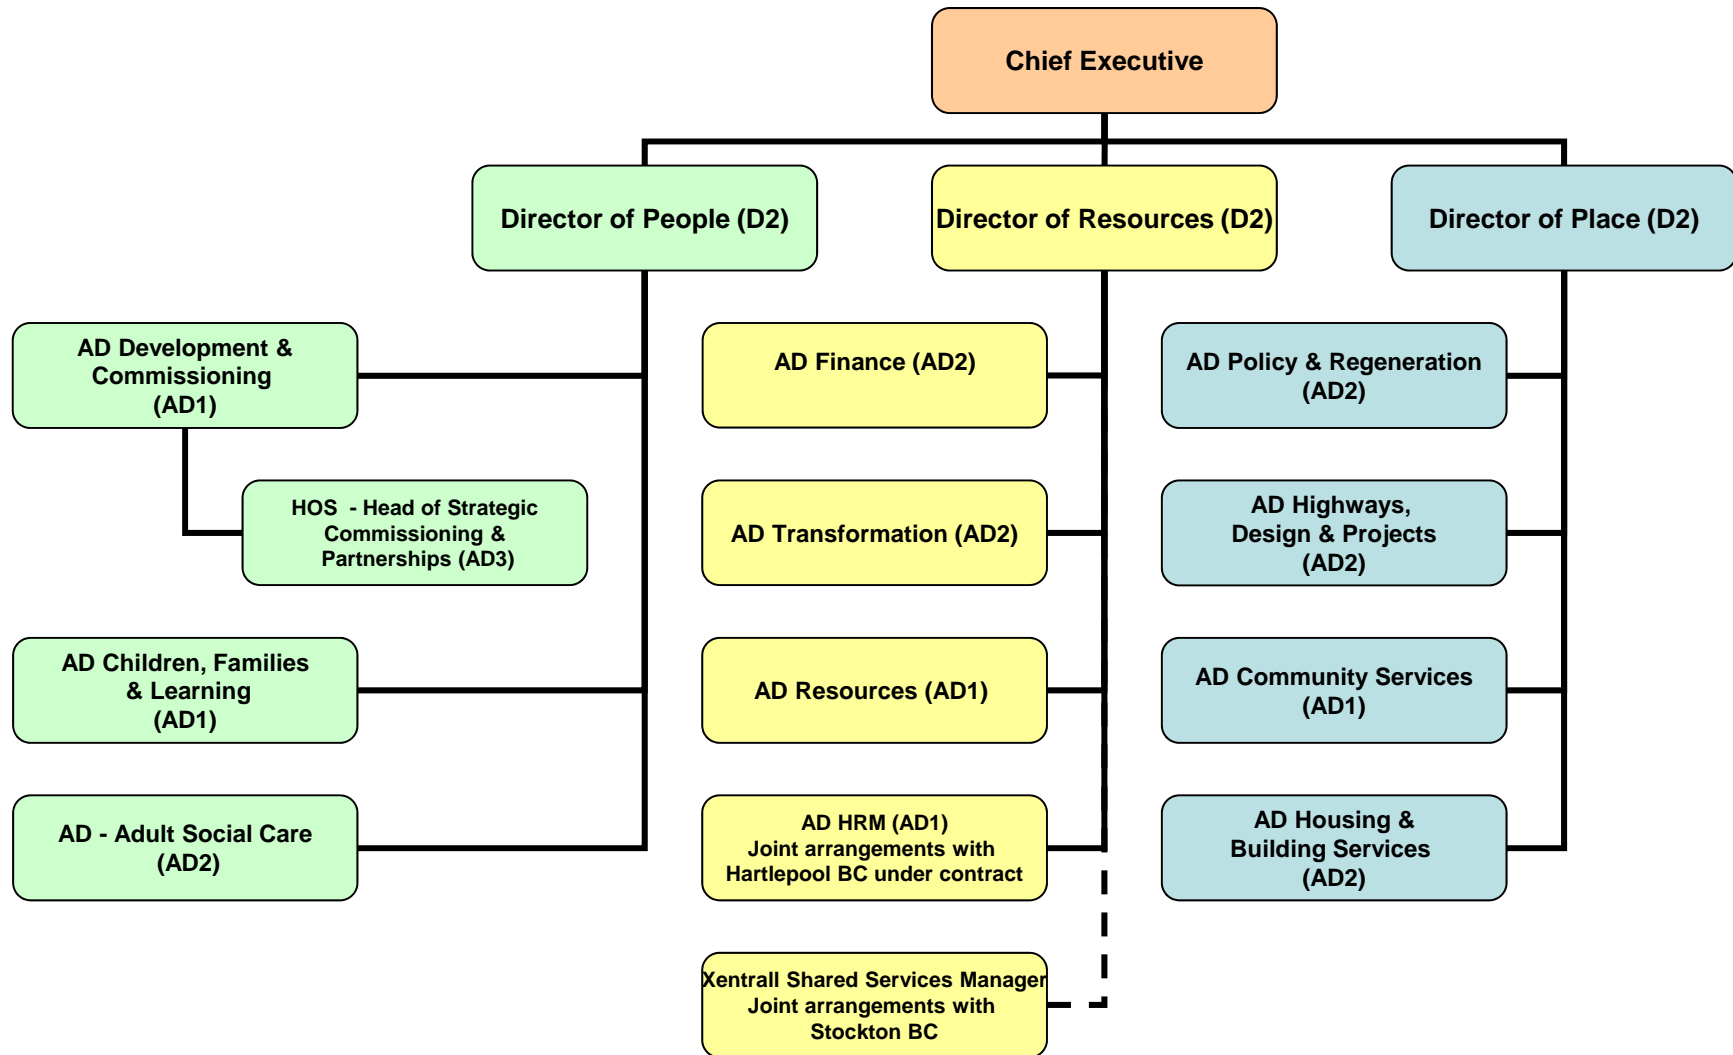 Chief Executive
Director of People (D2)
Director of Resources (D2)
Director of Place (D2)
AD Development &
Commissioning
(AD1)
HOS  - Head of Strategic
Commissioning &
Partnerships (AD3)
AD Children, Families
& Learning
(AD1)
AD - Adult Social Care
(AD2)
AD Finance (AD2)
AD Transformation (AD2)
AD Resources (AD1)
AD HRM (AD1)
Joint arrangements with
Hartlepool BC under contract
Xentrall Shared Services Manager
Joint arrangements with
Stockton BC
AD Policy & Regeneration
(AD2)
AD Highways,
Design & Projects
(AD2)
AD Community Services
(AD1)
AD Housing &
Building Services
(AD2)